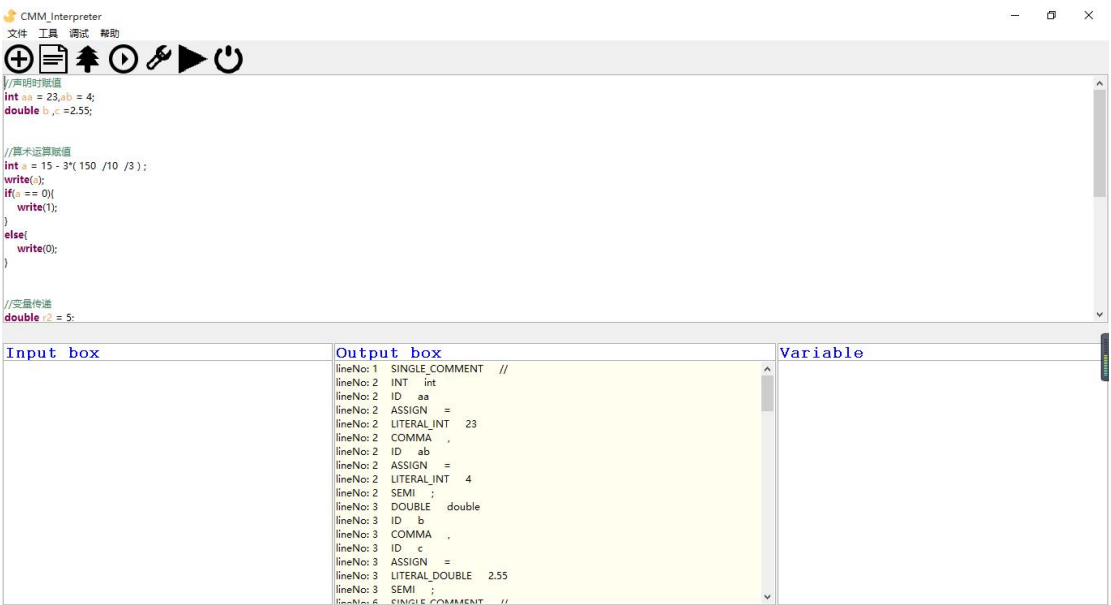 CMM_Interpreter
文件 工具 调试 帮助
//声明时赋值
int aa = 23,ab = 4;
double b ,c =2.55;
//算术运算赋值
int a = 15 - 3*( 150 /10 /3 ) ;
write(a);
if(a == 0){
write(1);
}
else{
write(0);
}
//变量传递
double r2 = 5;
Input box
Output box
Variable
lineNo: 1 SINGLE_COMMENT //
lineNo: 2 INT int
lineNo: 2 ID aa
lineNo: 2 ASSIGN =
lineNo: 2 LITERAL_INT 23
lineNo: 2 COMMA ,
lineNo: 2 ID ab
lineNo: 2 ASSIGN =
lineNo: 2 LITERAL_INT 4
lineNo: 2 SEMI ;
lineNo: 3 DOUBLE double
lineNo: 3 ID b
lineNo: 3 COMMA ,
lineNo: 3 ID c
lineNo: 3 ASSIGN =
lineNo: 3 LITERAL_DOUBLE 2.55
lineNo: 3 SEMI ;
lineNo: 6 SINGLE_COMMENT //